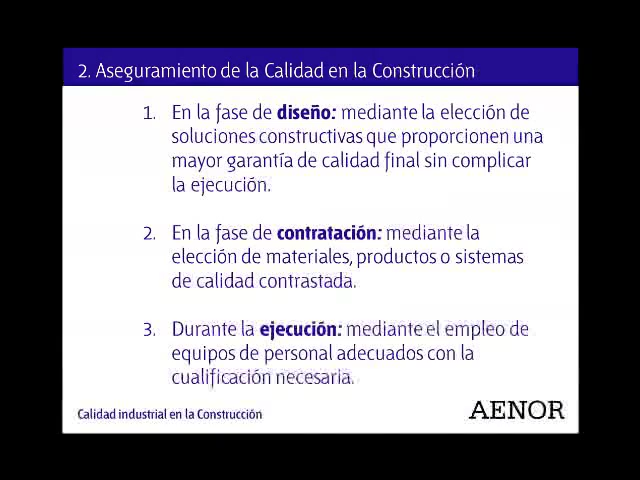 2. Aseguramiento de la Calidad en la Construcción
1. En la fase de diseño: mediante la elección de
soluciones constructivas que proporcionen una
mayor garantía de calidad final sin complicar
la ejecución.
2. En la fase de contratación: mediante la
elección de materiales, productos o sistemas
de calidad contrastada.
3. Durante la ejecución: mediante el empleo de
equipos de personal adecuados con la
cualificación necesaria.
Calidad industrial en la Construcción
AENOR